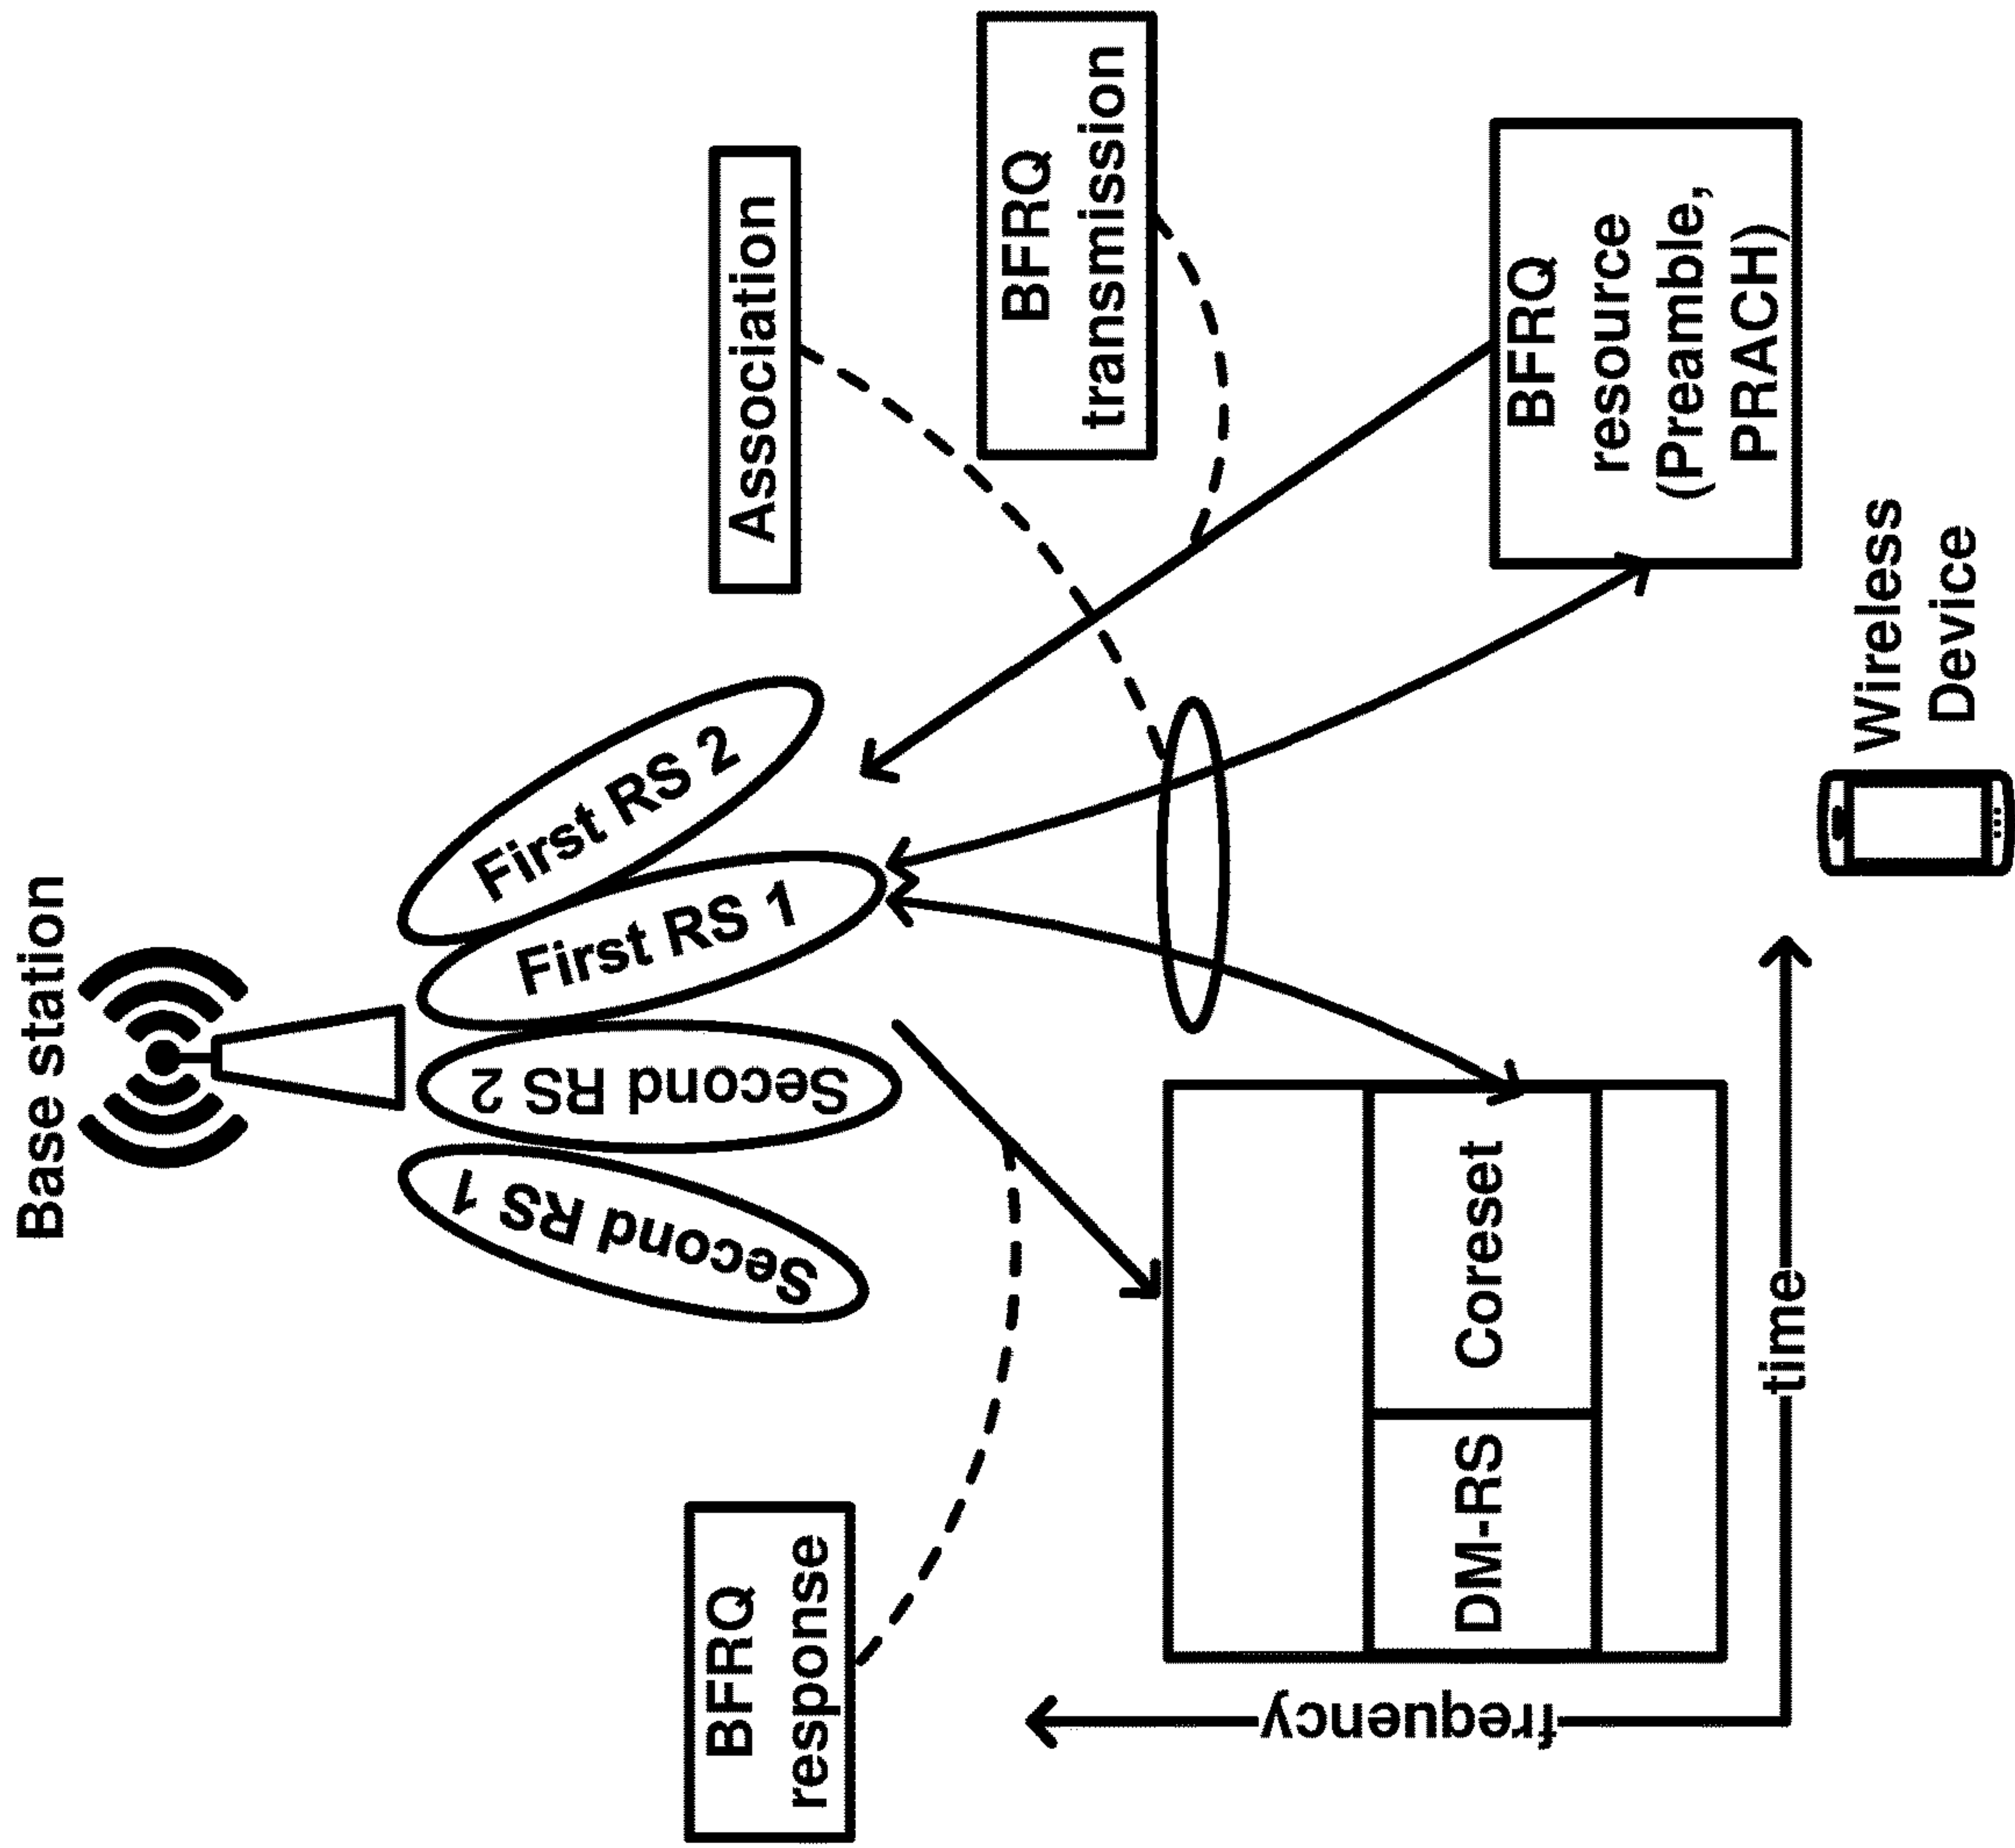 Base station
Second RS 1
Second RS 2
First RS 1
First RS 2
BFRQ
response
Association
BFRQ
transmission
frequency
DM-RS
Coreset
time
BFRQ
resource
(Preamble,
PRACH)
Wireless
Device